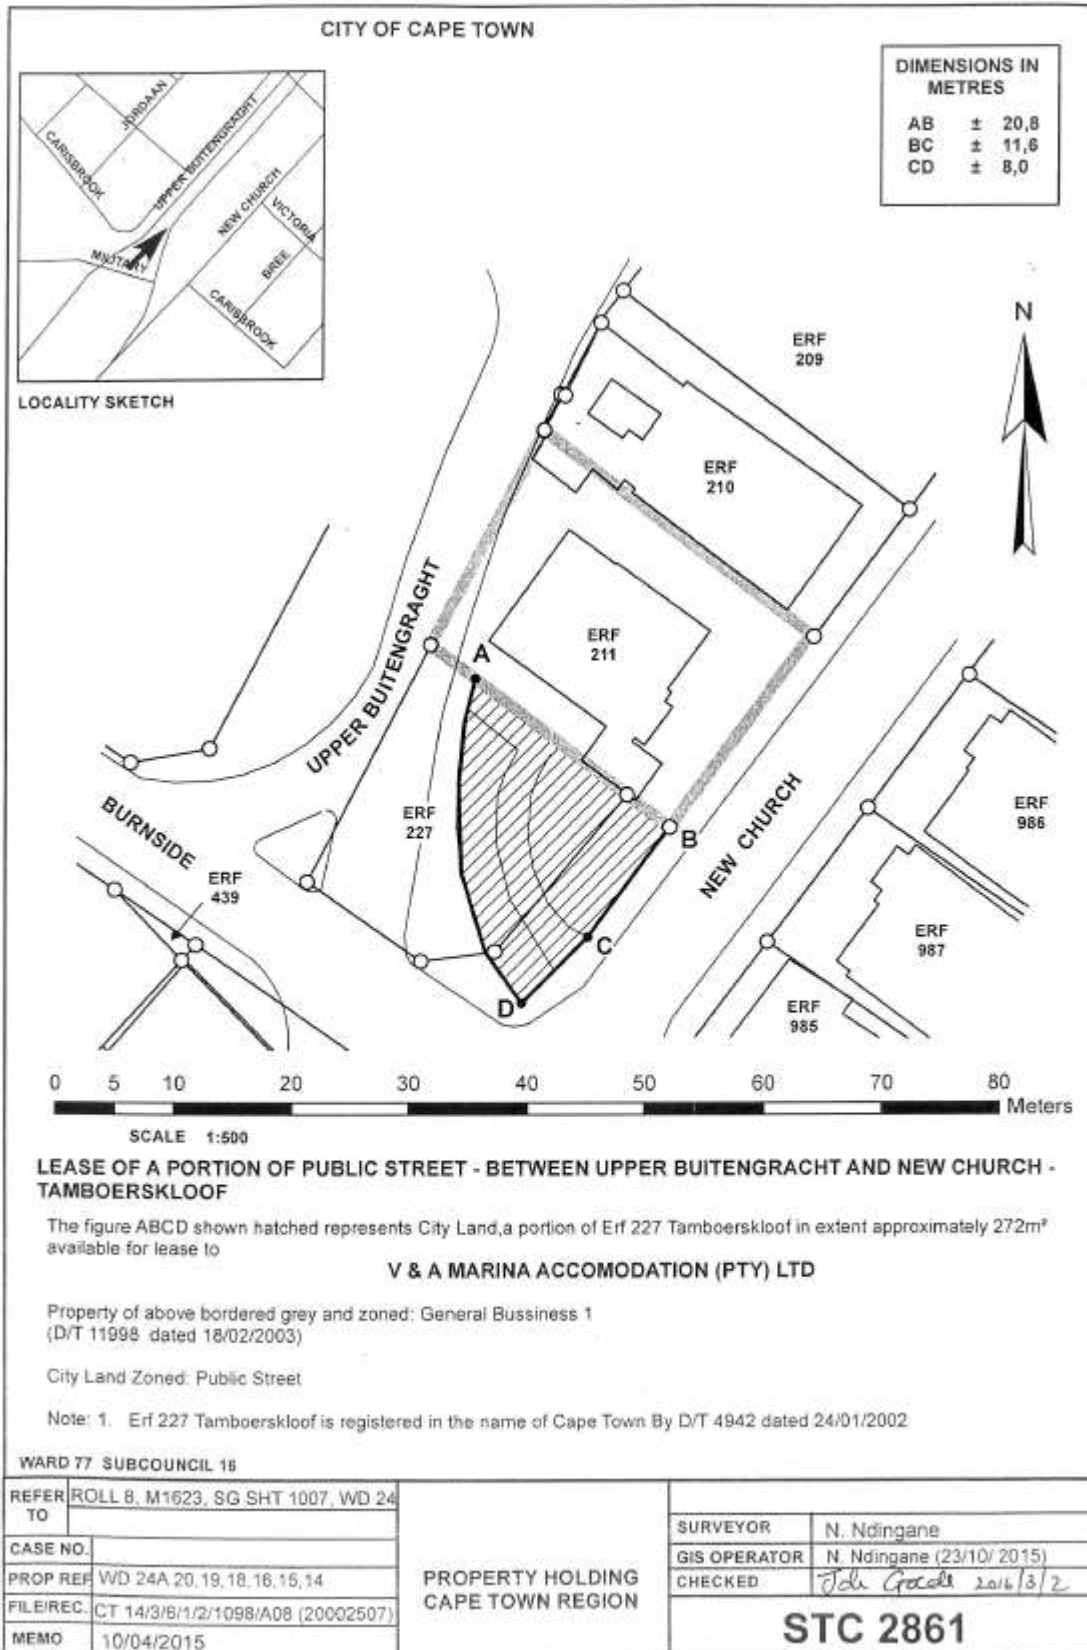 CITY OF CAPE TOWN
DIMENSIONS IN
METRES
AB ± 20,8
BC ± 11,6
CD ± 8,0
JORDAAN
CARISBROOK
UPPER BUITENGRAGHT
NEW CHURCH
VICTORIA
MILITARY
BREE
CARISBROOK
LOCALITY SKETCH
N
ERF
209
ERF
210
ERF
211
A
UPPER BUITENGRAGHT
ERF
227
BURNSIDE
ERF
439
B
NEW CHURCH
C
D
ERF
986
ERF
987
ERF
985
0 5 10 20 30 40 50 60 70 80
Meters
SCALE 1:500
LEASE OF A PORTION OF PUBLIC STREET - BETWEEN UPPER BUITENGRACHT AND NEW CHURCH -
TAMBOERSKLOOF
The figure ABCD shown hatched represents City Land,a portion of Erf 227 Tamboerskloof in extent approximately 272m²
available for lease to
V & A MARINA ACCOMODATION (PTY) LTD
Property of above bordered grey and zoned: General Bussiness 1
(D/T 11998 dated 18/02/2003)
City Land Zoned: Public Street
Note: 1. Erf 227 Tamboerskloof is registered in the name of Cape Town By D/T 4942 dated 24/01/2002
WARD 77 SUBCOUNCIL 16
REFER TO ROLL 8, M1623, SG SHT 1007, WD 24
CASE NO.
PROP REF WD 24A 20,19,18,16,15,14
FILE/REC. CT 14/3/6/1/2/1098/A08 (20002507)
MEMO 10/04/2015
PROPERTY HOLDING
CAPE TOWN REGION
SURVEYOR N. Ndingane
GIS OPERATOR N. Ndingane (23/10/ 2015)
CHECKED 2016/3/2
STC 2861